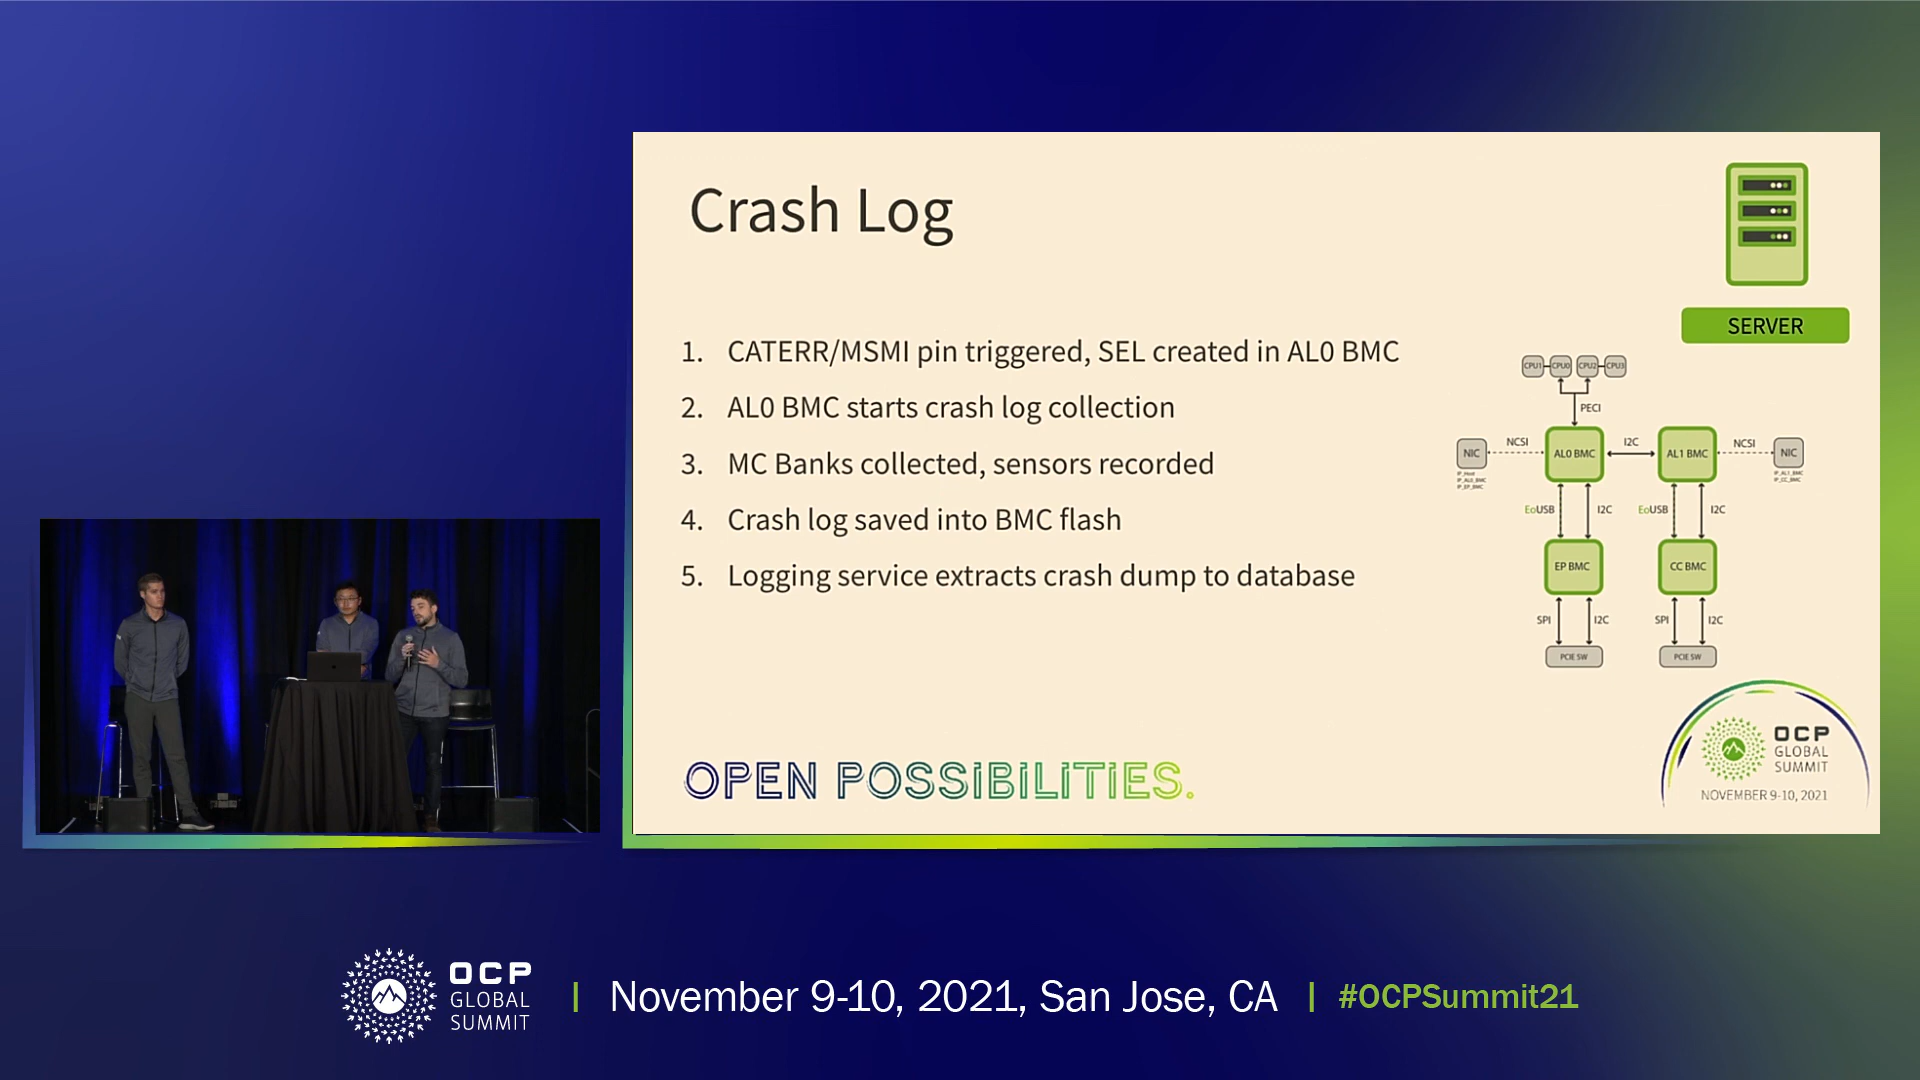 Crash Log
SERVER
1. CATERR/MSMI pin triggered, SEL created in AL0 BMC
2. AL0 BMC starts crash log collection
3. MC Banks collected, sensors recorded
4. Crash log saved into BMC flash
5. Logging service extracts crash dump to database
CPU1 CPU0 CPU2 CPU3
PECI
NIC NCSI AL0 BMC I2C AL1 BMC NCSI NIC
EoUSB I2C EoUSB I2C
EP BMC CC BMC
SPI I2C SPI I2C
PCIE SW PCIE SW
OPEN POSSIBILITIES.
OCP
GLOBAL
SUMMIT
NOVEMBER 9-10, 2021
OCP
GLOBAL
SUMMIT
| November 9-10, 2021, San Jose, CA | #OCPSummit21